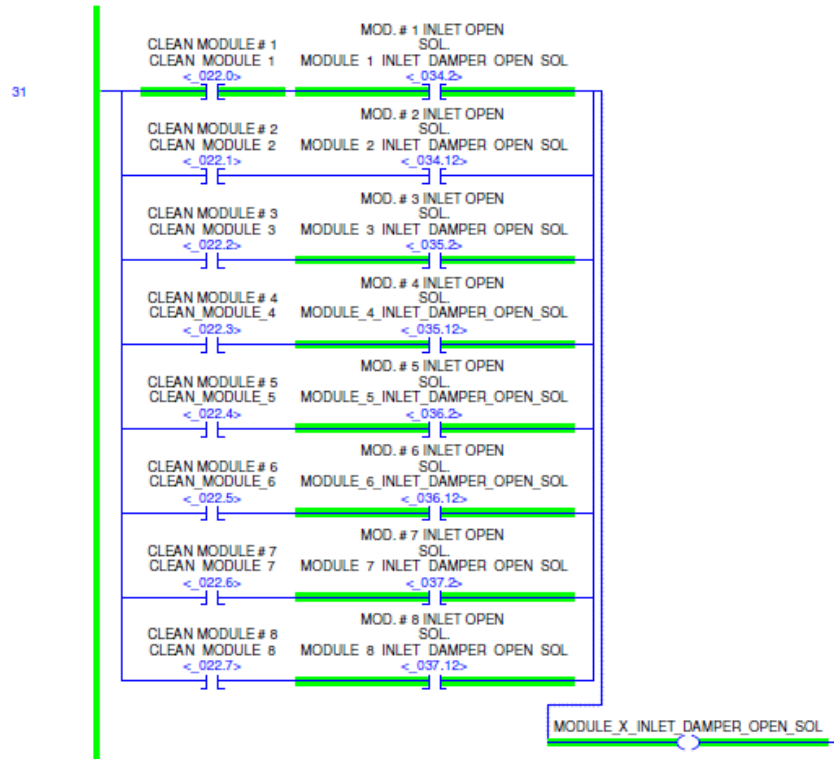 31
MOD. # 1 INLET OPEN
CLEAN MODULE # 1 SOL.
CLEAN MODULE 1 MODULE 1 INLET DAMPER OPEN SOL
<_022.0> <_034.2>
MOD. # 2 INLET OPEN
CLEAN MODULE # 2 SOL.
CLEAN MODULE 2 MODULE 2 INLET DAMPER OPEN SOL
<_022.1> <_034.12>
MOD. # 3 INLET OPEN
CLEAN MODULE # 3 SOL.
CLEAN MODULE 3 MODULE 3 INLET DAMPER OPEN SOL
<_022.2> <_035.2>
MOD. # 4 INLET OPEN
CLEAN MODULE # 4 SOL.
CLEAN_MODULE_4 MODULE_4_INLET_DAMPER_OPEN_SOL
<_022.3> <_035.12>
MOD. # 5 INLET OPEN
CLEAN MODULE # 5 SOL.
CLEAN_MODULE_5 MODULE_5_INLET_DAMPER_OPEN_SOL
<_022.4> <_036.2>
MOD. # 6 INLET OPEN
CLEAN MODULE # 6 SOL.
CLEAN_MODULE_6 MODULE_6_INLET_DAMPER_OPEN_SOL
<_022.5> <_036.12>
MOD. # 7 INLET OPEN
CLEAN MODULE # 7 SOL.
CLEAN MODULE 7 MODULE 7 INLET DAMPER OPEN SOL
<_022.6> <_037.2>
MOD. # 8 INLET OPEN
CLEAN MODULE # 8 SOL.
CLEAN MODULE 8 MODULE 8 INLET DAMPER OPEN SOL
<_022.7> <_037.12>
MODULE_X_INLET_DAMPER_OPEN_SOL